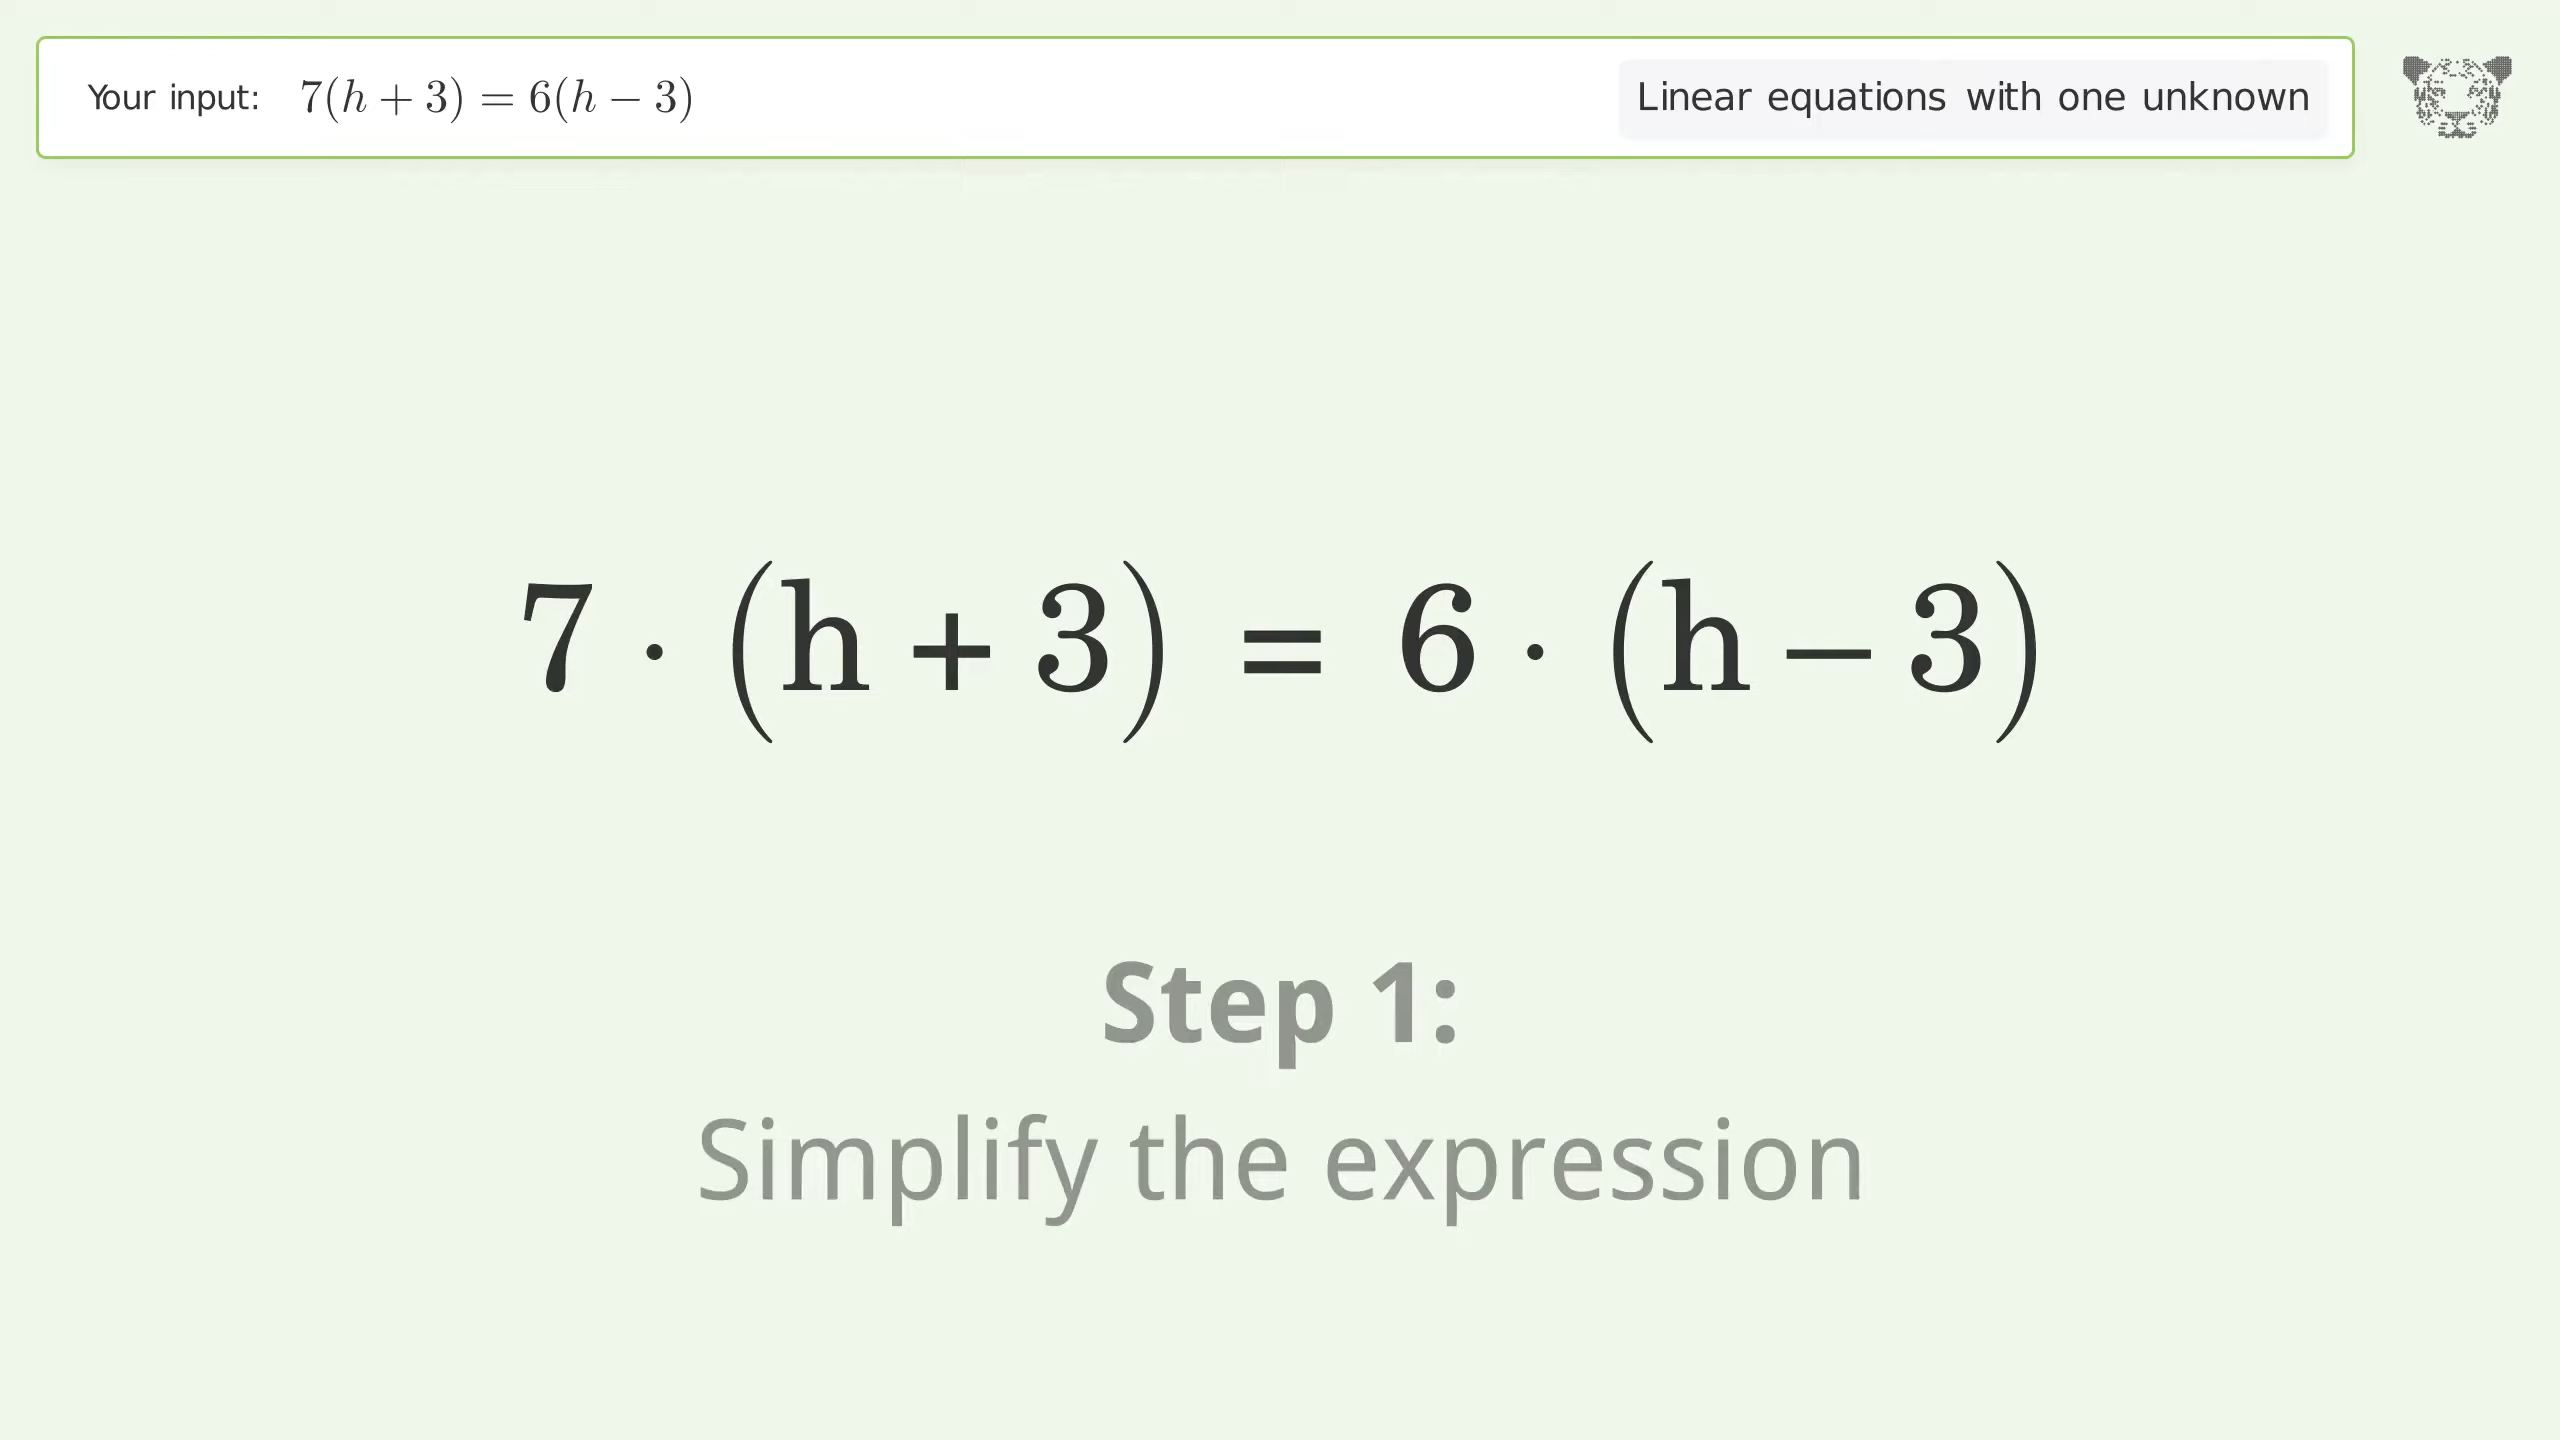 Your input: 7(h + 3) = 6(h − 3)
Linear equations with one unknown
7 · (h + 3) = 6 · (h − 3)
Step 1:
Simplify the expression